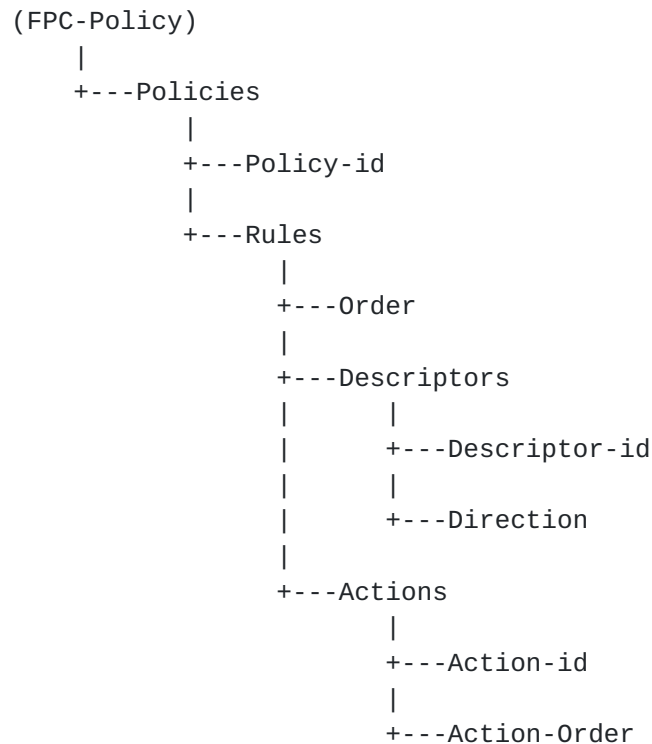 (FPC-Policy)
    |
    +---Policies
          |
          +---Policy-id
          |
          +---Rules
                |
                +---Order
                |
                +---Descriptors
                |      |
                |      +---Descriptor-id
                |      |
                |      +---Direction
                |
                +---Actions
                       |
                       +---Action-id
                       |
                       +---Action-Order